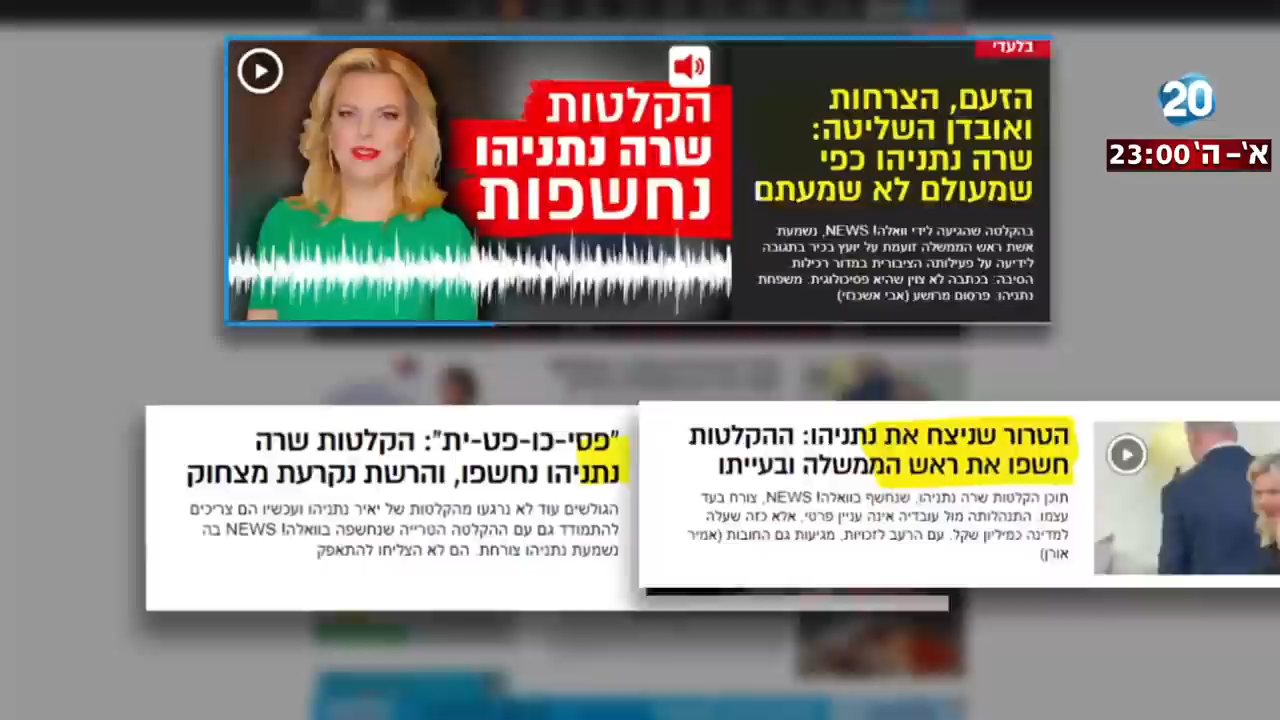 בלעדי
הזעם, הצרחות
ואובדן השליטה:
שרה נתניהו כפי
שמעולם לא שמעתם
בהקלטה שהגיעה לידי וואלה! NEWS, נשמעת
אשת ראש הממשלה זועמת על יועץ בכיר בתגובה
לידיעה על פעילותה הציבורית במדור רכילות.
הסיבה: בכתבה לא צוין שהיא פסיכולוגית. משפחת
נתניהו: פרסום מרושע (אבי אשכנזי)
הקלטות
שרה נתניהו
נחשפות
20
א'-ה' 23:00
הטרור שניצח את נתניהו: ההקלטות
חשפו את ראש הממשלה ובעייתו
תוכן הקלטות שרה נתניהו, שנחשף בוואלה! NEWS, צורח בעד
עצמו. התנהלותה מול עובדיה אינה עניין פרטי, אלא כזה שעלה
למדינה כמיליון שקל. עם הרעב לזכויות, מגיעות גם החובות (אמיר
אורן)
"פסי-כו-פט-ית": הקלטות שרה
נתניהו נחשפו, והרשת נקרעת מצחוק
הגולשים עוד לא נרגעו מהקלטות של יאיר נתניהו ועכשיו הם צריכים
להתמודד גם עם ההקלטה הטרייה שנחשפה בוואלה! NEWS בה
נשמעת נתניהו צורחת. הם לא הצליחו להתאפק